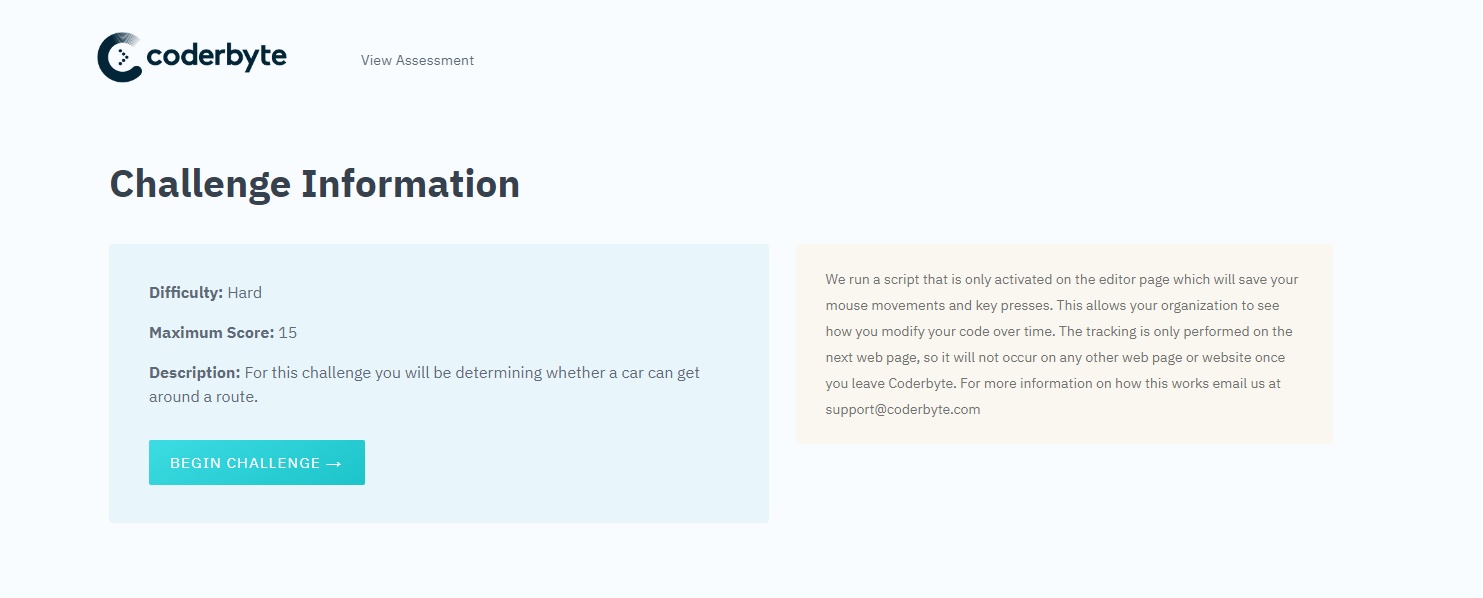 coderbyte
View Assessment
Challenge Information
Difficulty: Hard
Maximum Score: 15
Description: For this challenge you will be determining whether a car can get
around a route.
BEGIN CHALLENGE →
We run a script that is only activated on the editor page which will save your
mouse movements and key presses. This allows your organization to see
how you modify your code over time. The tracking is only performed on the
next web page, so it will not occur on any other web page or website once
you leave Coderbyte. For more information on how this works email us at
support@coderbyte.com